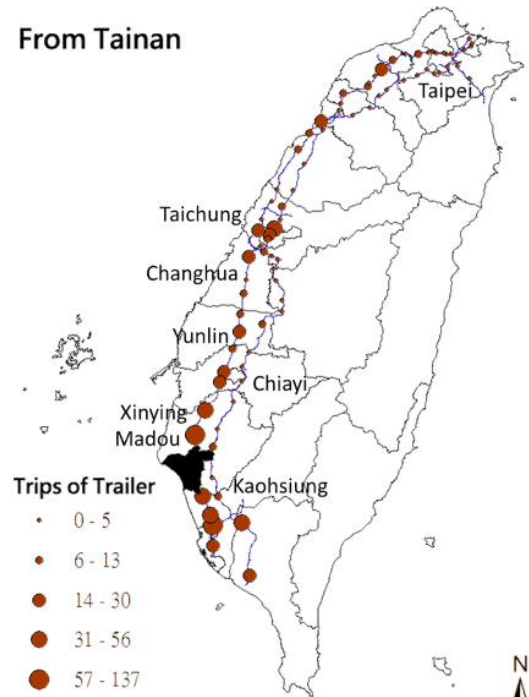 From Tainan
Taipei
Taichung
Changhua
Yunlin
Chiayi
Xinying
Madou
Kaohsiung
Trips of Trailer
0 - 5
6 - 13
14 - 30
31 - 56
57 - 137
N